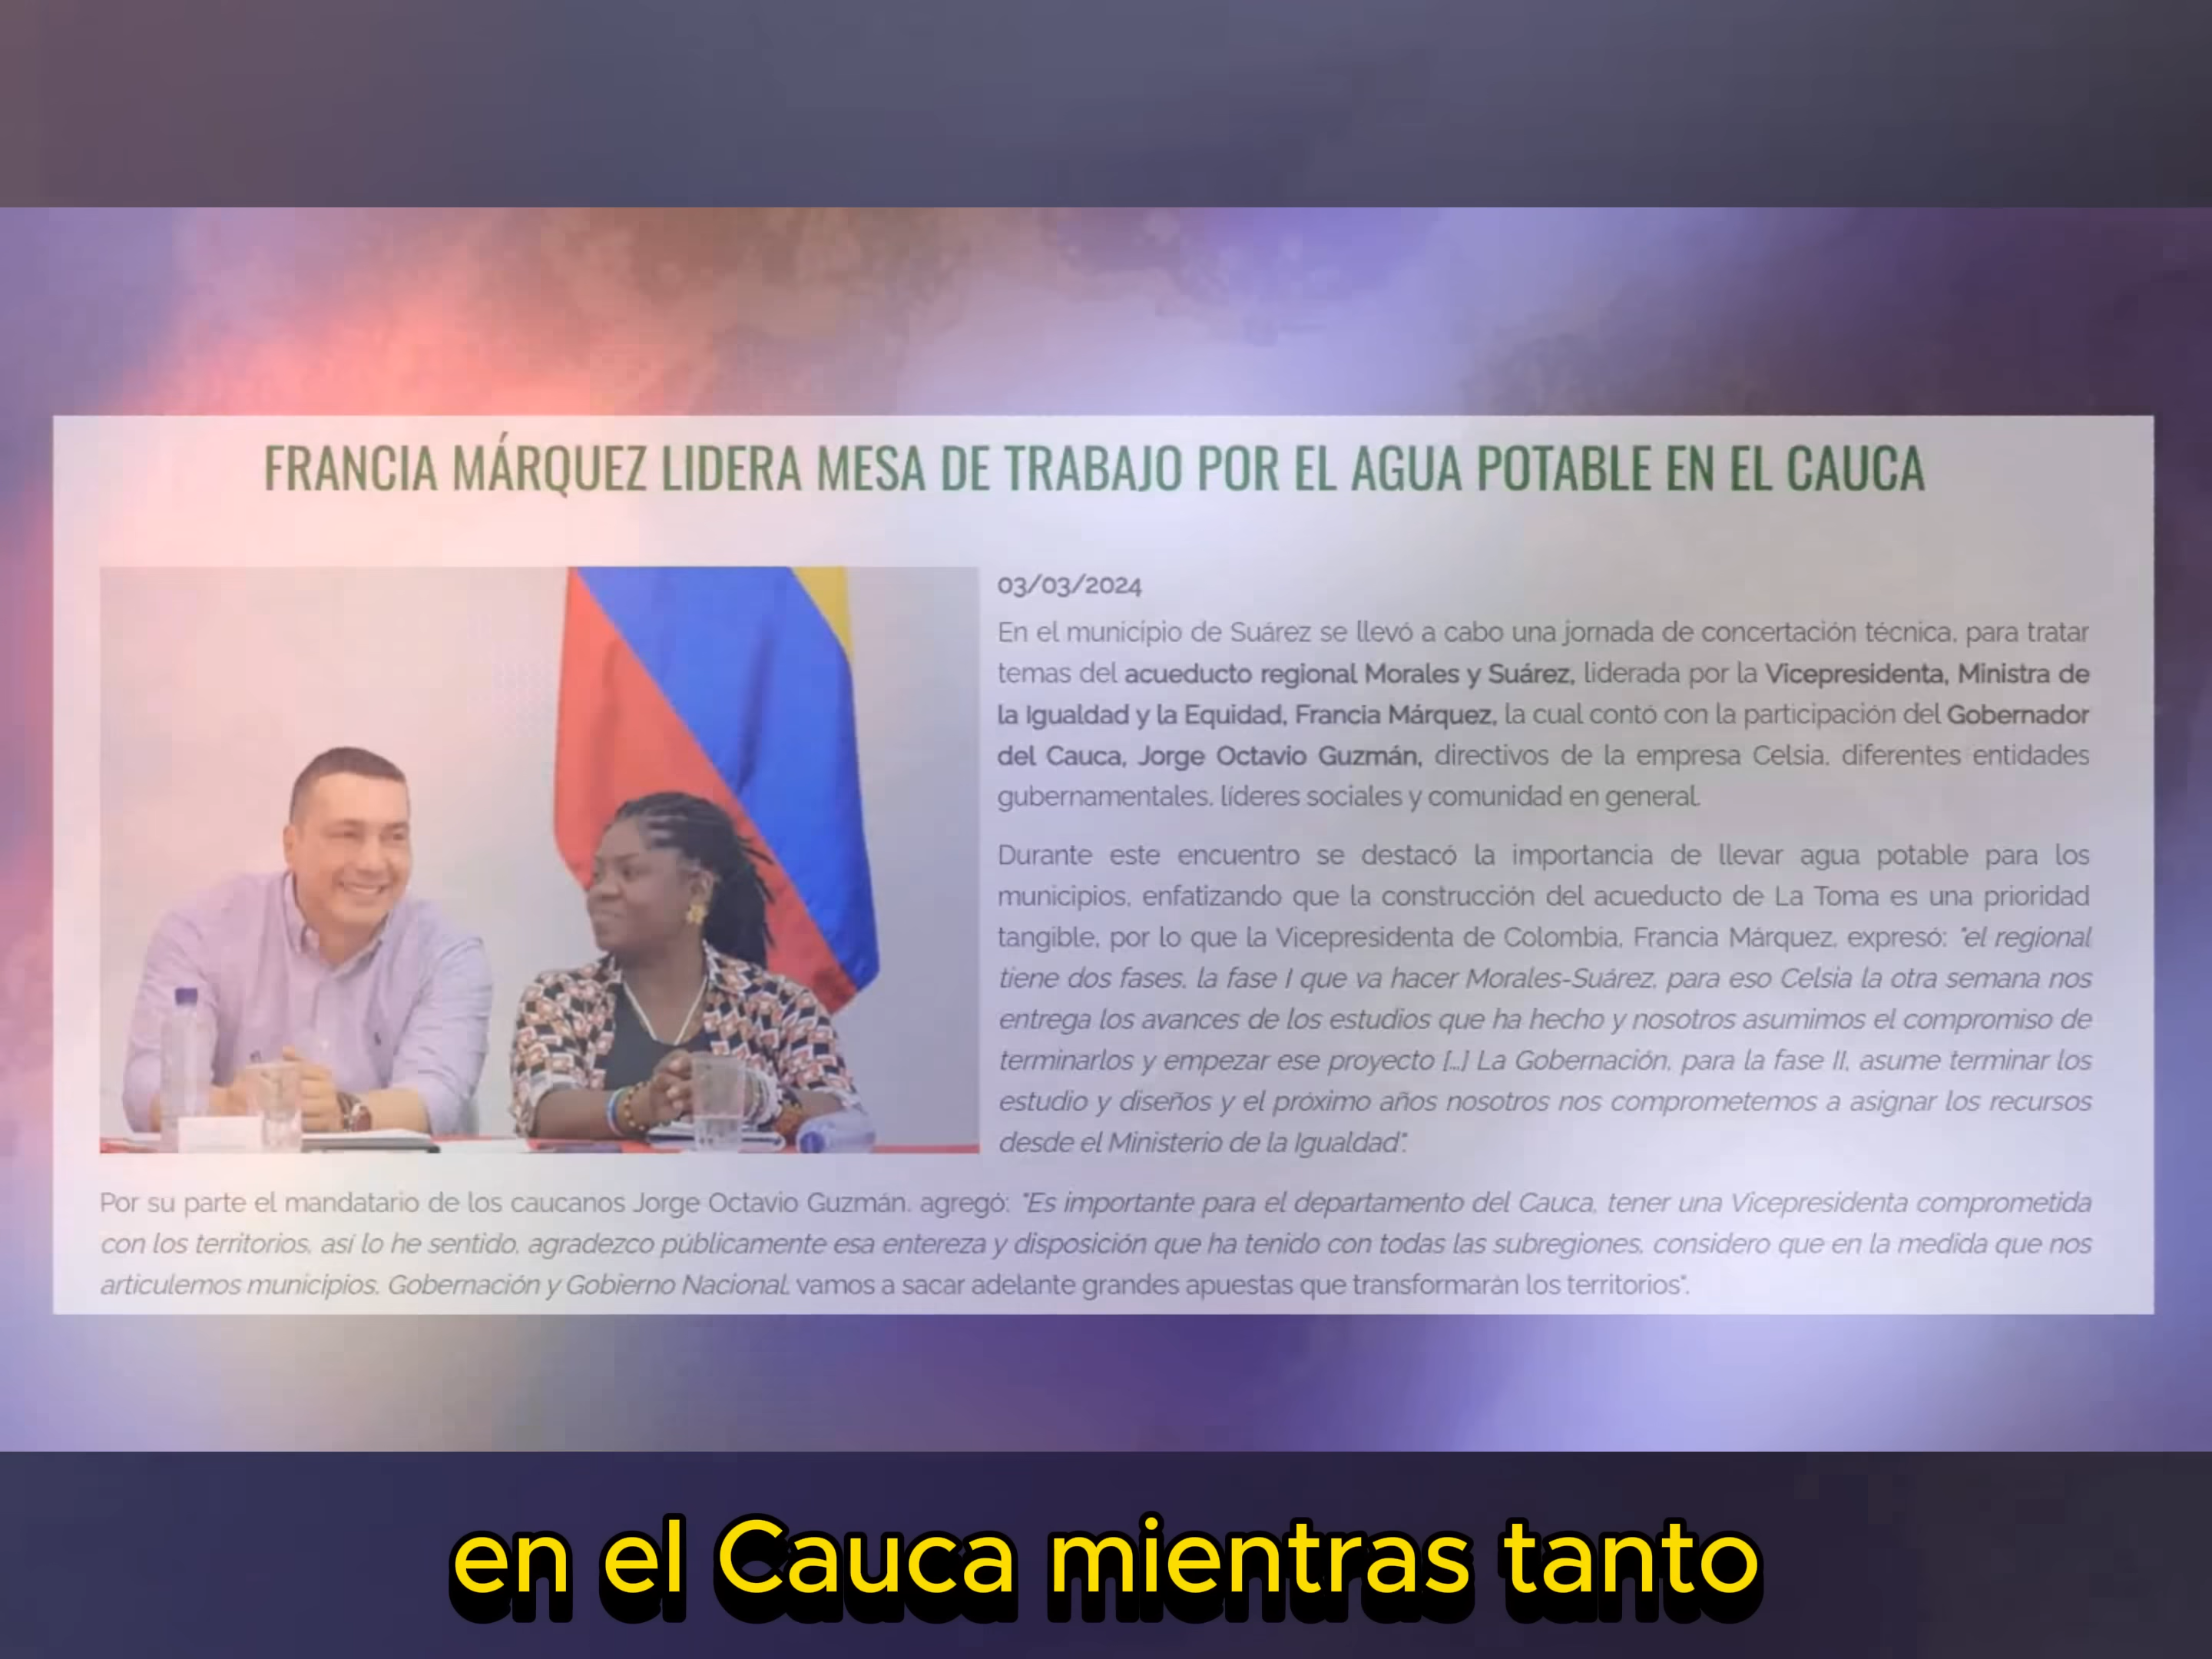 FRANCIA MÁRQUEZ LIDERA MESA DE TRABAJO POR EL AGUA POTABLE EN EL CAUCA
03/03/2024
En el municipio de Suárez se llevó a cabo una jornada de concertación técnica, para tratar
temas del acueducto regional Morales y Suárez, liderada por la Vicepresidenta, Ministra de
la Igualdad y la Equidad, Francia Márquez, la cual contó con la participación del Gobernador
del Cauca, Jorge Octavio Guzmán, directivos de la empresa Celsia, diferentes entidades
gubernamentales, líderes sociales y comunidad en general.
Durante este encuentro se destacó la importancia de llevar agua potable para los
municipios, enfatizando que la construcción del acueducto de La Toma es una prioridad
tangible, por lo que la Vicepresidenta de Colombia, Francia Márquez, expresó: "el regional
tiene dos fases, la fase I que va hacer Morales-Suárez, para eso Celsia la otra semana nos
entrega los avances de los estudios que ha hecho y nosotros asumimos el compromiso de
terminarlos y empezar ese proyecto [...] La Gobernación, para la fase II, asume terminar los
estudio y diseños y el próximo años nosotros nos comprometemos a asignar los recursos
desde el Ministerio de la Igualdad".
Por su parte el mandatario de los caucanos Jorge Octavio Guzmán, agregó: "Es importante para el departamento del Cauca, tener una Vicepresidenta comprometida
con los territorios, así lo he sentido, agradezco públicamente esa entereza y disposición que ha tenido con todas las subregiones, considero que en la medida que nos
articulemos municipios, Gobernación y Gobierno Nacional, vamos a sacar adelante grandes apuestas que transformarán los territorios".
en el Cauca mientras tanto